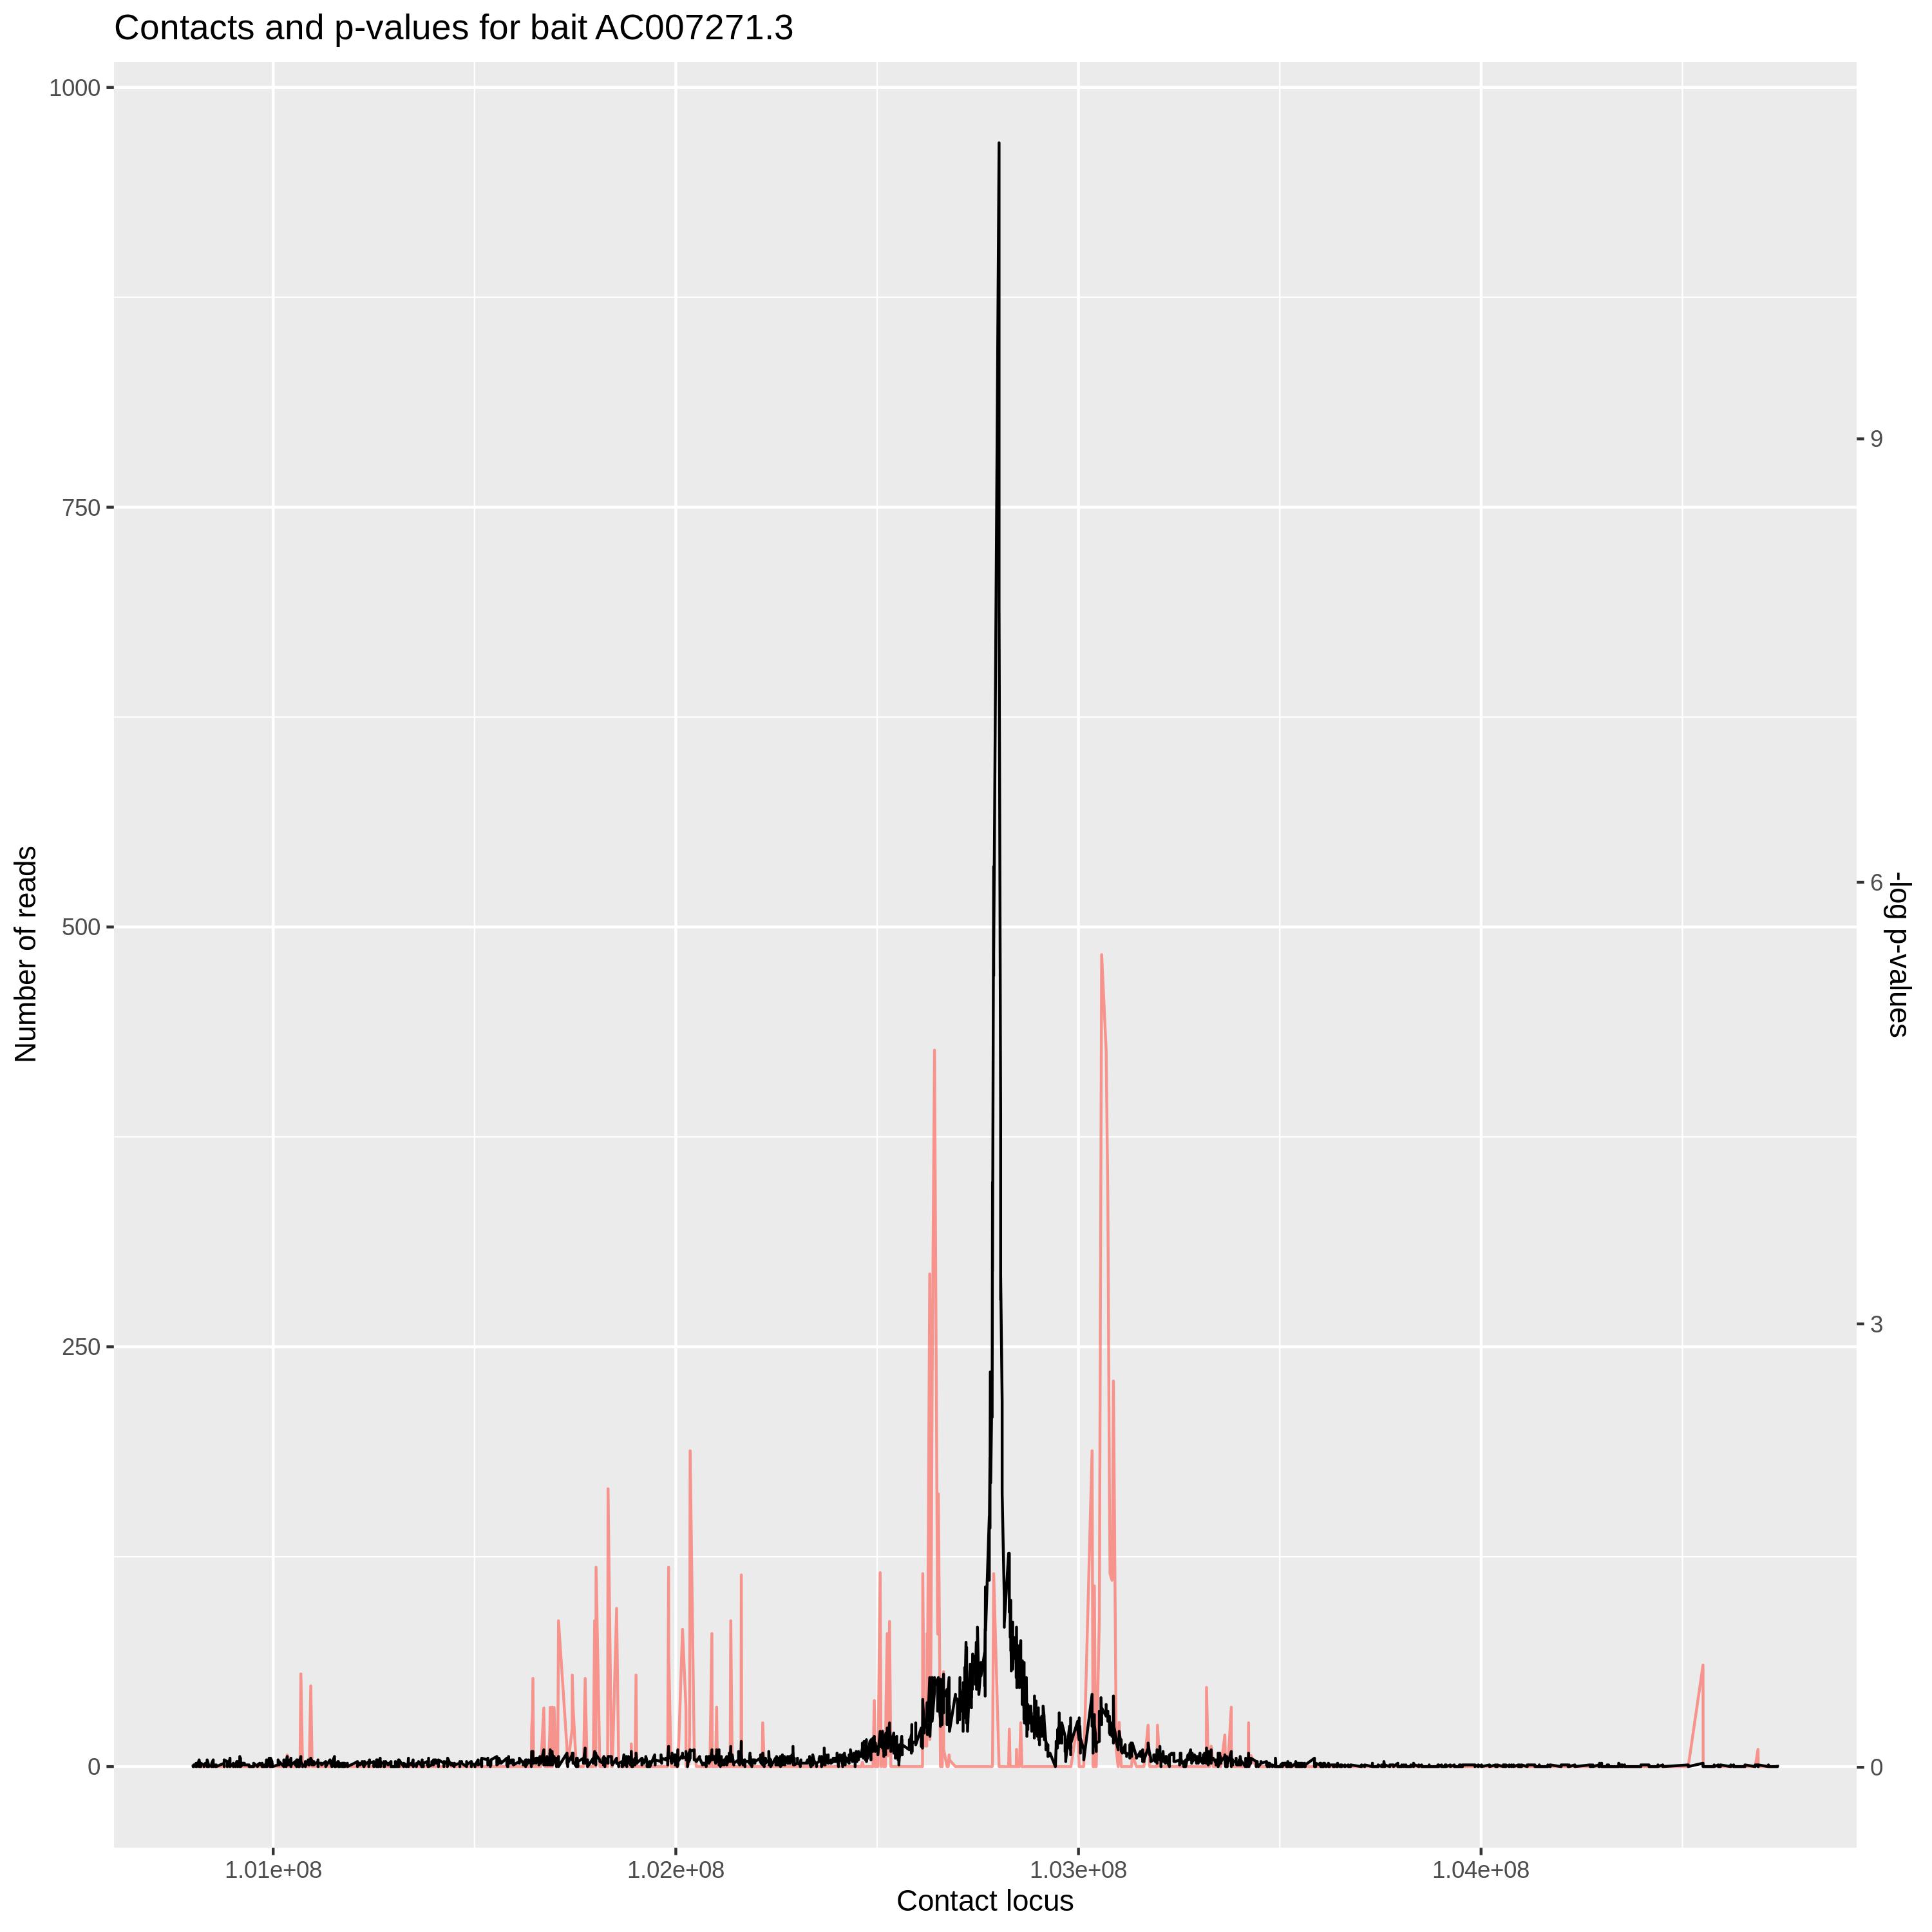 Contacts and p-values for bait AC007271.3
1000
750
500
250
0
Number of reads
9
6
3
0
-log p-values
1.01e+08 1.02e+08 1.03e+08 1.04e+08
Contact locus